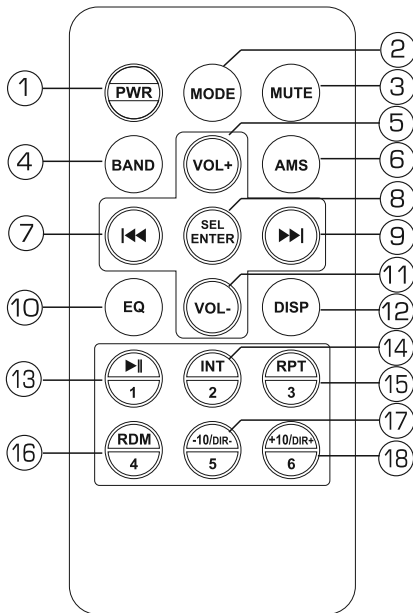 1 PWR MODE 2 MUTE 3
4 BAND VOL+ 5 AMS 6
7 |◀◀ SEL ENTER 8 ▶▶| 9
10 EQ VOL- 11 DISP 12
13 ▶|| 1 INT 2 14 RPT 3 15
16 RDM 4 -10/DIR- 5 17 +10/DIR+ 6 18